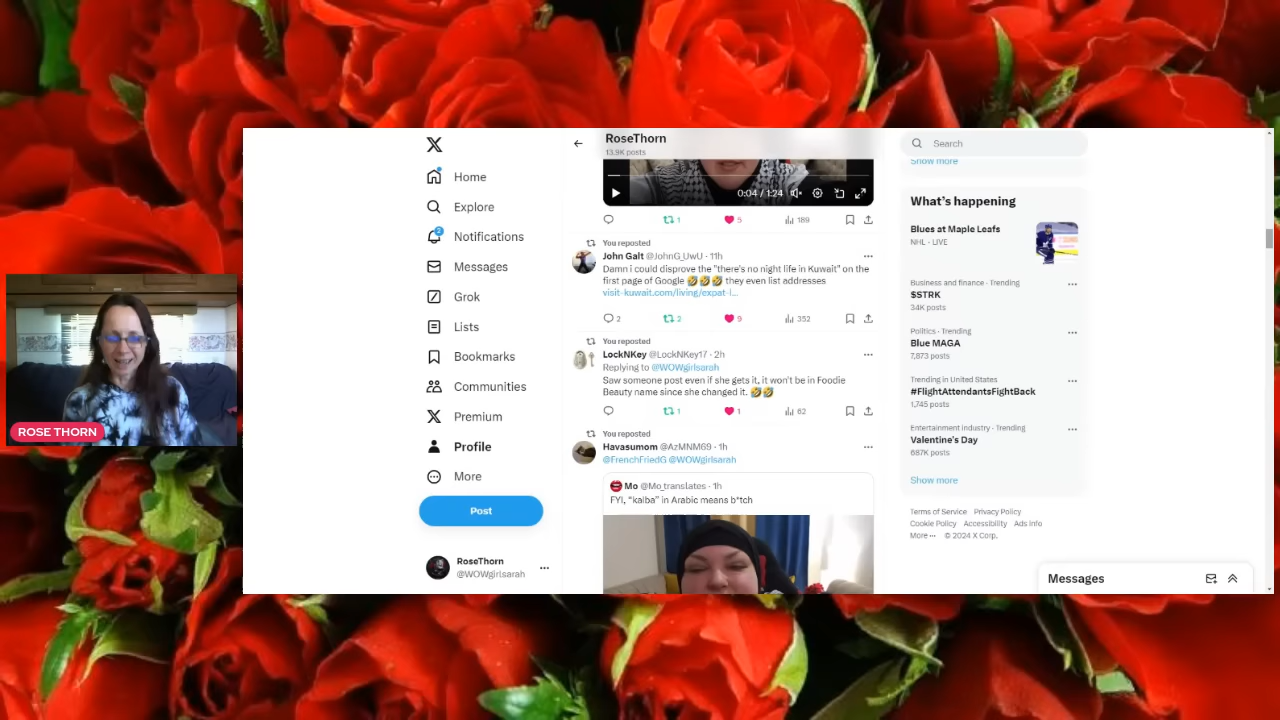 ROSE THORN
Home
Explore
2
Notifications
Messages
Grok
Lists
Bookmarks
Communities
Premium
Profile
More
Post
RoseThorn
@WOWgirlsarah
RoseThorn
13.9K posts
0:04 / 1:24
1
5
189
You reposted
John Galt @JohnG_UwU · 11h
Damn i could disprove the "there's no night life in Kuwait" on the
first page of Google 🤣🤣🤣 they even list addresses
visit-kuwait.com/living/expat-l...
2
2
9
352
You reposted
LockNKey @LockNKey17 · 2h
Replying to @WOWgirlsarah
Saw someone post even if she gets it, it won't be in Foodie
Beauty name since she changed it. 🤣🤣
1
1
62
You reposted
Havasumom @AzMNM69 · 1h
@FrenchFriedG @WOWgirlsarah
Mo @Mo_translates · 1h
FYI, "kalba" in Arabic means b*tch
Search
Show more
What's happening
Blues at Maple Leafs
NHL · LIVE
Business and finance · Trending
$STRK
34K posts
Politics · Trending
Blue MAGA
7,873 posts
Trending in United States
#FlightAttendantsFightBack
1,745 posts
Entertainment industry · Trending
Valentine's Day
687K posts
Show more
Terms of Service Privacy Policy
Cookie Policy Accessibility Ads info
More ··· © 2024 X Corp.
Messages